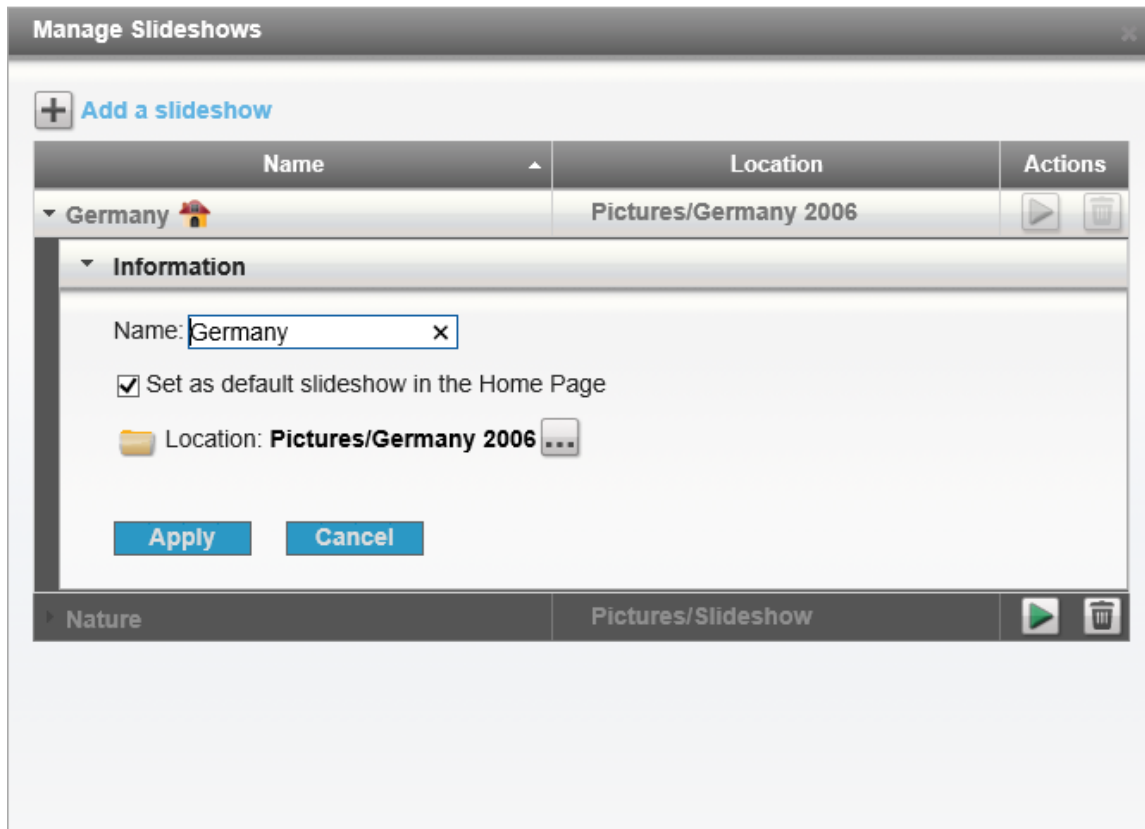 Manage Slideshows
Add a slideshow
Name Location Actions
Germany Pictures/Germany 2006
Information
Name: Germany
Set as default slideshow in the Home Page
Location: Pictures/Germany 2006 ...
Apply Cancel
Nature Pictures/Slideshow